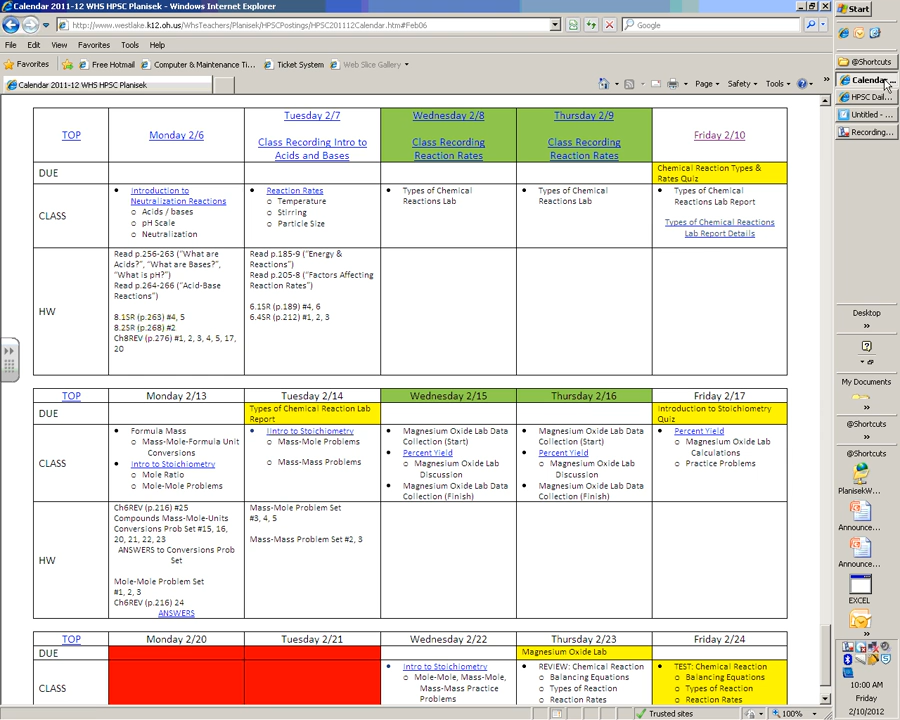 Calendar 2011-12 WHS HPSC Planisek - Windows Internet Explorer
http://www.westlake.k12.oh.us/WhsTeachers/Planisek/HPSCPostings/HPSC201112Calendar.htm#Feb06
Google
File Edit View Favorites Tools Help
Favorites Free Hotmail Computer & Maintenance Ti... Ticket System Web Slice Gallery
Calendar 2011-12 WHS HPSC Planisek
Page Safety Tools
TOP
Monday 2/6
Tuesday 2/7
Class Recording Intro to
Acids and Bases
Wednesday 2/8
Class Recording
Reaction Rates
Thursday 2/9
Class Recording
Reaction Rates
Friday 2/10
DUE
Chemical Reaction Types &
Rates Quiz
CLASS
• Introduction to
Neutralization Reactions
o Acids / bases
o pH Scale
o Neutralization
• Reaction Rates
o Temperature
o Stirring
o Particle Size
• Types of Chemical
Reactions Lab
• Types of Chemical
Reactions Lab
• Types of Chemical
Reactions Lab Report
Types of Chemical Reactions
Lab Report Details
HW
Read p.256-263 ("What are
Acids?", "What are Bases?",
"What is pH?")
Read p.264-266 ("Acid-Base
Reactions")
8.1SR (p.263) #4, 5
8.2SR (p.268) #2
Ch8REV (p.276) #1, 2, 3, 4, 5, 17,
20
Read p.185-9 ("Energy &
Reactions")
Read p.205-8 ("Factors Affecting
Reaction Rates")
6.1SR (p.189) #4, 6
6.4SR (p.212) #1, 2, 3
TOP
Monday 2/13
Tuesday 2/14
Wednesday 2/15
Thursday 2/16
Friday 2/17
DUE
Types of Chemical Reaction Lab
Report
Introduction to Stoichiometry
Quiz
CLASS
• Formula Mass
o Mass-Mole-Formula Unit
Conversions
• Intro to Stoichiometry
o Mole Ratio
o Mole-Mole Problems
• Iintro to Stoichiometry
o Mass-Mole Problems
o Mass-Mass Problems
• Magnesium Oxide Lab Data
Collection (Start)
• Percent Yield
o Magnesium Oxide Lab
Discussion
• Magnesium Oxide Lab Data
Collection (Finish)
• Magnesium Oxide Lab Data
Collection (Start)
• Percent Yield
o Magnesium Oxide Lab
Discussion
• Magnesium Oxide Lab Data
Collection (Finish)
• Percent Yield
o Magnesium Oxide Lab
Calculations
o Practice Problems
HW
Ch6REV (p.216) #25
Compounds Mass-Mole-Units
Conversions Prob Set #15, 16,
20, 21, 22, 23
ANSWERS to Conversions Prob
Set
Mole-Mole Problem Set
#1, 2, 3
Ch6REV (p.216) 24
ANSWERS
Mass-Mole Problem Set
#3, 4, 5
Mass-Mass Problem Set #2, 3
TOP
Monday 2/20
Tuesday 2/21
Wednesday 2/22
Thursday 2/23
Friday 2/24
DUE
Magnesium Oxide Lab
CLASS
• Intro to Stoichiometry
o Mole-Mole, Mass-Mole,
Mass-Mass Practice
Problems
• REVIEW: Chemical Reaction
o Balancing Equations
o Types of Reaction
o Reaction Rates
• TEST: Chemical Reaction
o Balancing Equations
o Types of Reaction
o Reaction Rates
Trusted sites
100%
Start
@Shortcuts
Calendar ...
HPSC Dail...
Untitled - ...
Recording...
Desktop
»
My Documents
»
@Shortcuts
»
@Shortcuts
PlanisekW...
Announce...
Announce...
EXCEL
»
10:00 AM
Friday
2/10/2012